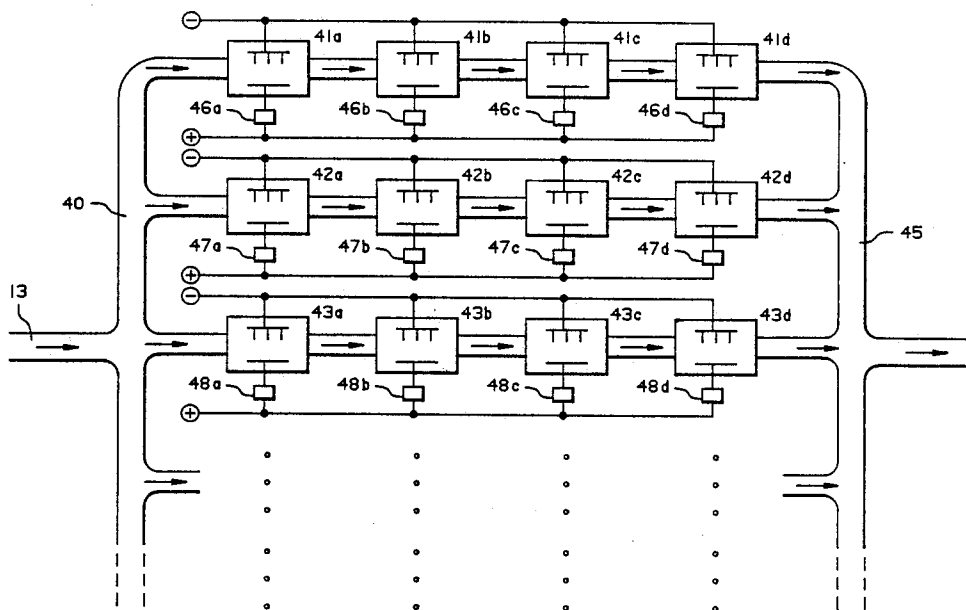 ⊖ 41a 41b 41c 41d
46a 46b 46c 46d
⊕
⊖ 42a 42b 42c 42d
40
47a 47b 47c 47d
45
⊕
⊖ 43a 43b 43c 43d
13
48a 48b 48c 48d
⊕